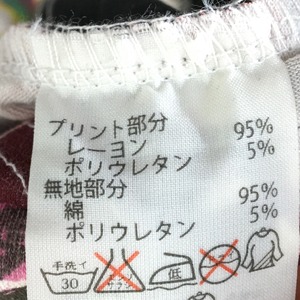 プリント部分
レーヨン 95%
ポリウレタン 5%
無地部分
綿 95%
ポリウレタン 5%
手洗イ 30
低